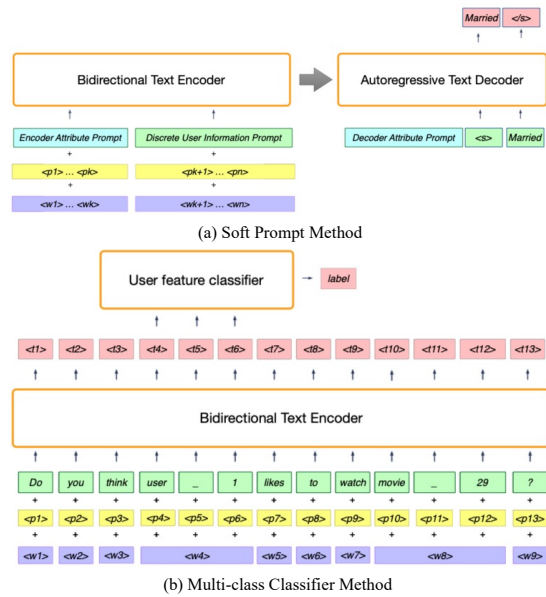 Married </s>
Bidirectional Text Encoder
Autoregressive Text Decoder
Encoder Attribute Prompt Discrete User Information Prompt
Decoder Attribute Prompt <s> Married
+ +
<p1> ... <pk> <pk+1> ... <pn>
+ +
<w1> ... <wk> <wk+1> ... <wn>
(a) Soft Prompt Method
User feature classifier
label
<t1> <t2> <t3> <t4> <t5> <t6> <t7> <t8> <t9> <t10> <t11> <t12> <t13>
Bidirectional Text Encoder
Do you think user _ 1 likes to watch movie _ 29 ?
+ + + + + + + + + + + + +
<p1> <p2> <p3> <p4> <p5> <p6> <p7> <p8> <p9> <p10> <p11> <p12> <p13>
+ + + + + + + + + + + + +
<w1> <w2> <w3> <w4> <w5> <w6> <w7> <w8> <w9>
(b) Multi-class Classifier Method